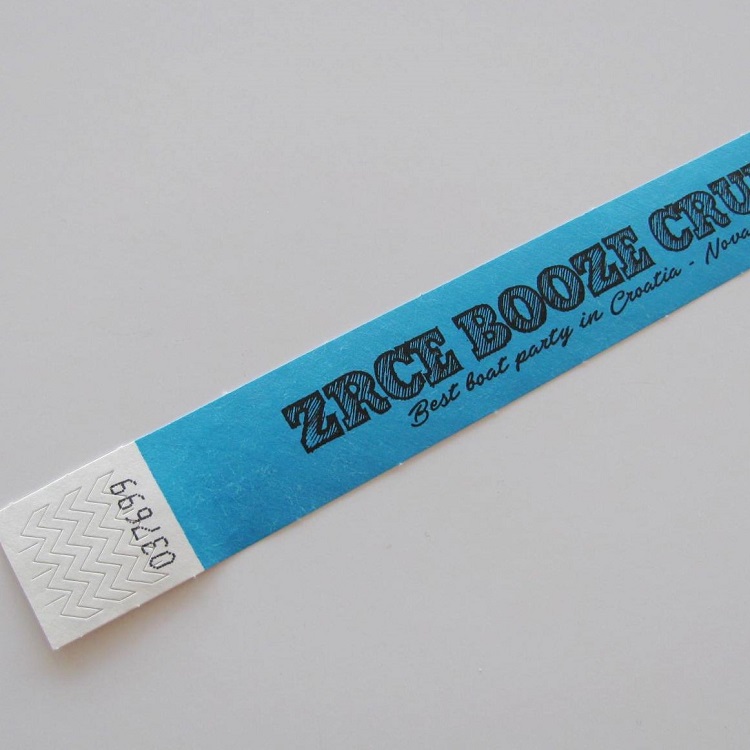 ZRCE BOOZE CRU
Best boat party in Croatia - Nova
037699